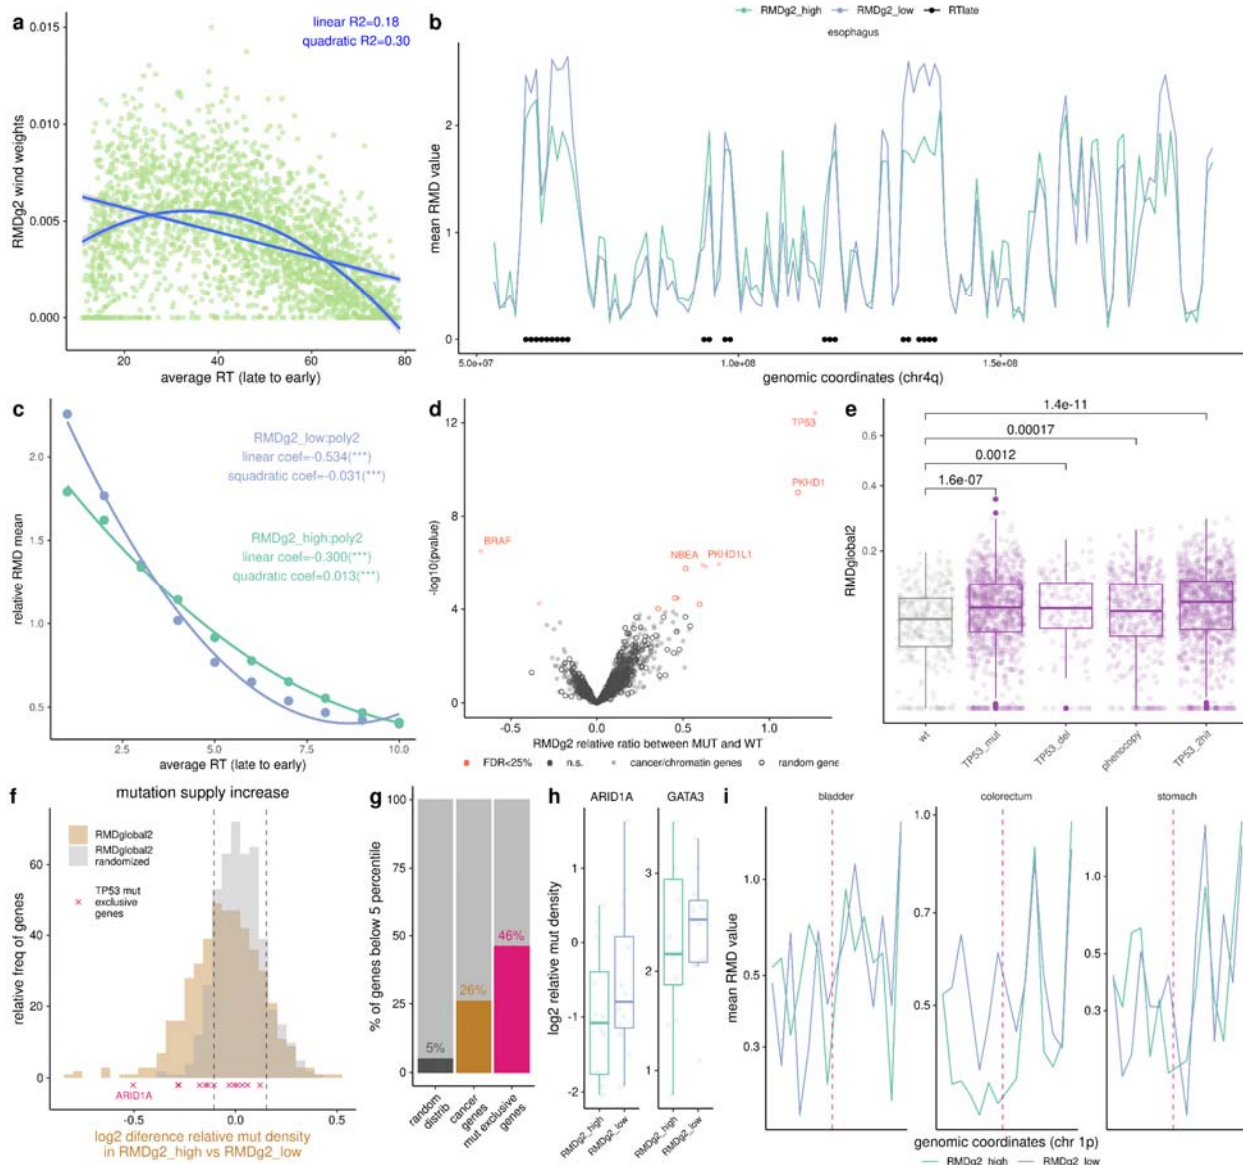 a
linear R2=0.18
quadratic R2=0.30
RMDg2 wind weights
0.015
0.010
0.005
0.000
20
40
60
80
average RT (late to early)
b
RMDg2_high
RMDg2_low
RTlate
esophagus
mean RMD value
2
1
0
5.0e+07
1.0e+08
1.5e+08
genomic coordinates (chr4q)
c
RMDg2_low:poly2
linear coef=-0.534(***)
squadratic coef=-0.031(***)
RMDg2_high:poly2
linear coef=-0.300(***)
quadratic coef=0.013(***)
relative RMD mean
2.0
1.5
1.0
0.5
2.5
5.0
7.5
10.0
average RT (late to early)
d
TP53
PKHD1
BRAF
NBEA
PKHD1L1
-log10(pvalue)
12
8
4
0
-0.5
0.0
0.5
1.0
RMDg2 relative ratio between MUT and WT
FDR<25%
n.s.
cancer/chromatin genes
random gene
e
1.4e-11
0.00017
0.0012
1.6e-07
RMDglobal2
0.6
0.4
0.2
wt
TP53_mut
TP53_del
phenocopy
TP53_2hit
f
mutation supply increase
RMDglobal2
RMDglobal2
randomized
TP53 mut
exclusive
genes
relative freq of genes
60
40
20
0
ARID1A
-0.5
0.0
0.5
log2 diference relative mut density
in RMDg2_high vs RMDg2_low
g
% of genes below 5 percentile
100
75
50
25
0
5%
26%
46%
random
distrib
cancer
genes
mut exclusive
genes
h
ARID1A
GATA3
log2 relative mut density
1
0
-1
-2
3
2
1
RMDg2_high
RMDg2_low
RMDg2_high
RMDg2_low
i
bladder
colorectum
stomach
mean RMD value
1.0
0.5
0.3
1.0
0.7
0.5
1.0
0.5
0.3
genomic coordinates (chr 1p)
RMDg2_high
RMDg2_low